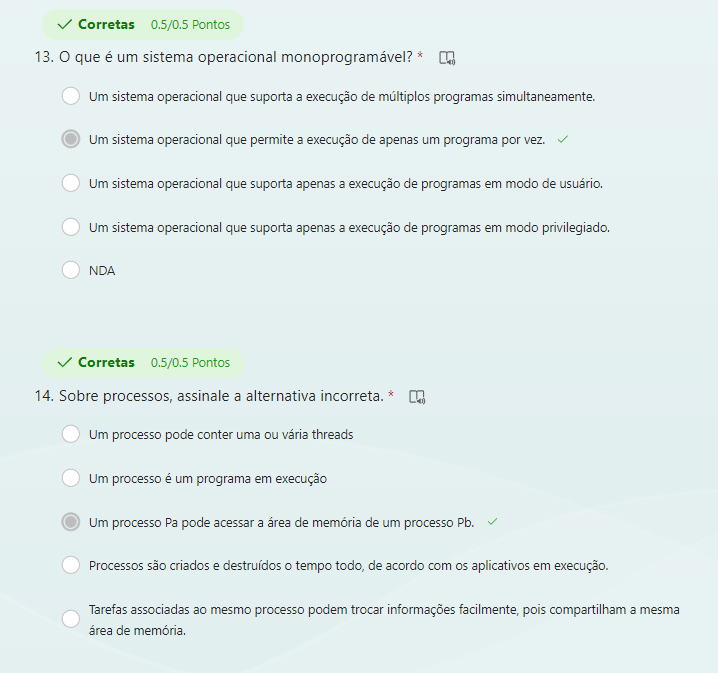 Corretas 0.5/0.5 Pontos
13. O que é um sistema operacional monoprogramável? *
Um sistema operacional que suporta a execução de múltiplos programas simultaneamente.
Um sistema operacional que permite a execução de apenas um programa por vez.
Um sistema operacional que suporta apenas a execução de programas em modo de usuário.
Um sistema operacional que suporta apenas a execução de programas em modo privilegiado.
NDA
Corretas 0.5/0.5 Pontos
14. Sobre processos, assinale a alternativa incorreta. *
Um processo pode conter uma ou vária threads
Um processo é um programa em execução
Um processo Pa pode acessar a área de memória de um processo Pb.
Processos são criados e destruídos o tempo todo, de acordo com os aplicativos em execução.
Tarefas associadas ao mesmo processo podem trocar informações facilmente, pois compartilham a mesma
área de memória.